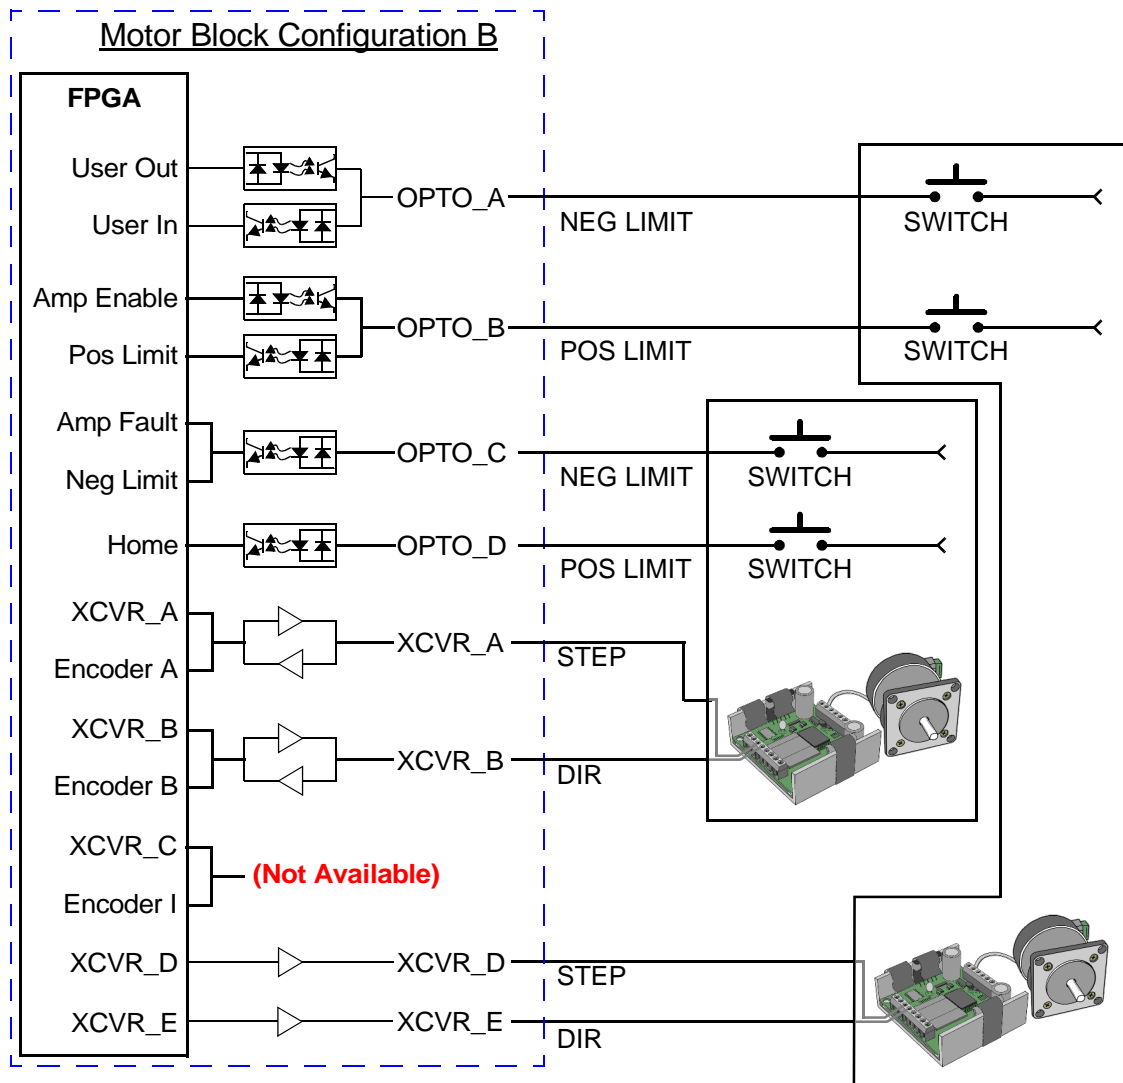 Motor Block Configuration B
FPGA
User Out
User In
OPTO_A
NEG LIMIT
SWITCH
Amp Enable
Pos Limit
OPTO_B
POS LIMIT
SWITCH
Amp Fault
Neg Limit
OPTO_C
NEG LIMIT
SWITCH
Home
OPTO_D
POS LIMIT
SWITCH
XCVR_A
Encoder A
XCVR_A
STEP
XCVR_B
Encoder B
XCVR_B
DIR
XCVR_C
Encoder I
(Not Available)
XCVR_D
XCVR_D
STEP
XCVR_E
XCVR_E
DIR